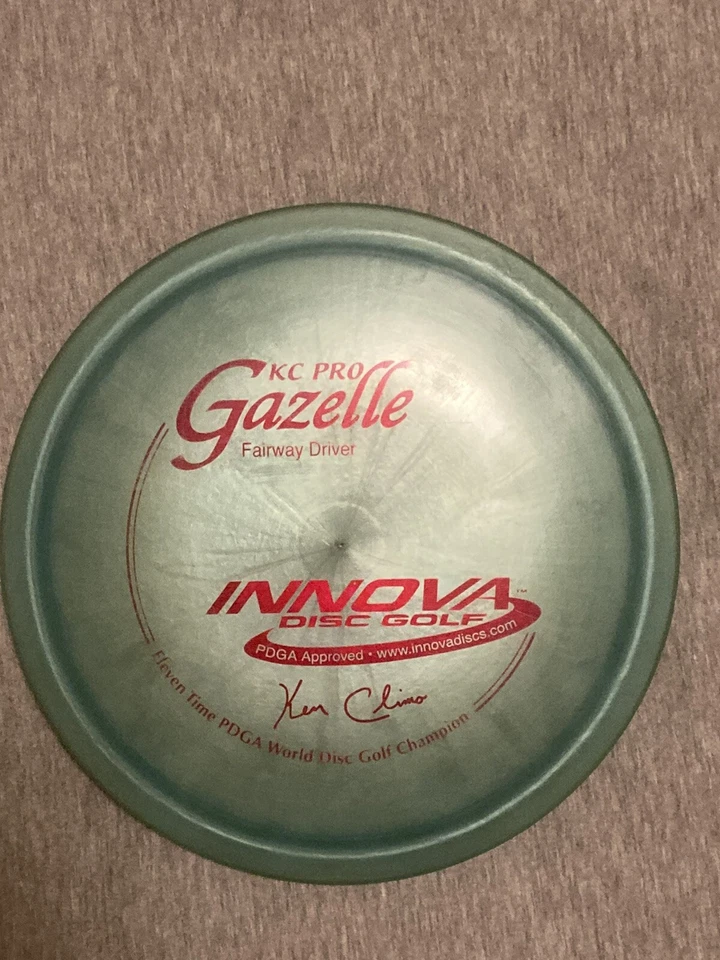 KC PRO
Gazelle
Fairway Driver
INNOVA™
DISC GOLF
PDGA Approved • www.innovadiscs.com
Ken Climo
Eleven Time PDGA World Disc Golf Champion